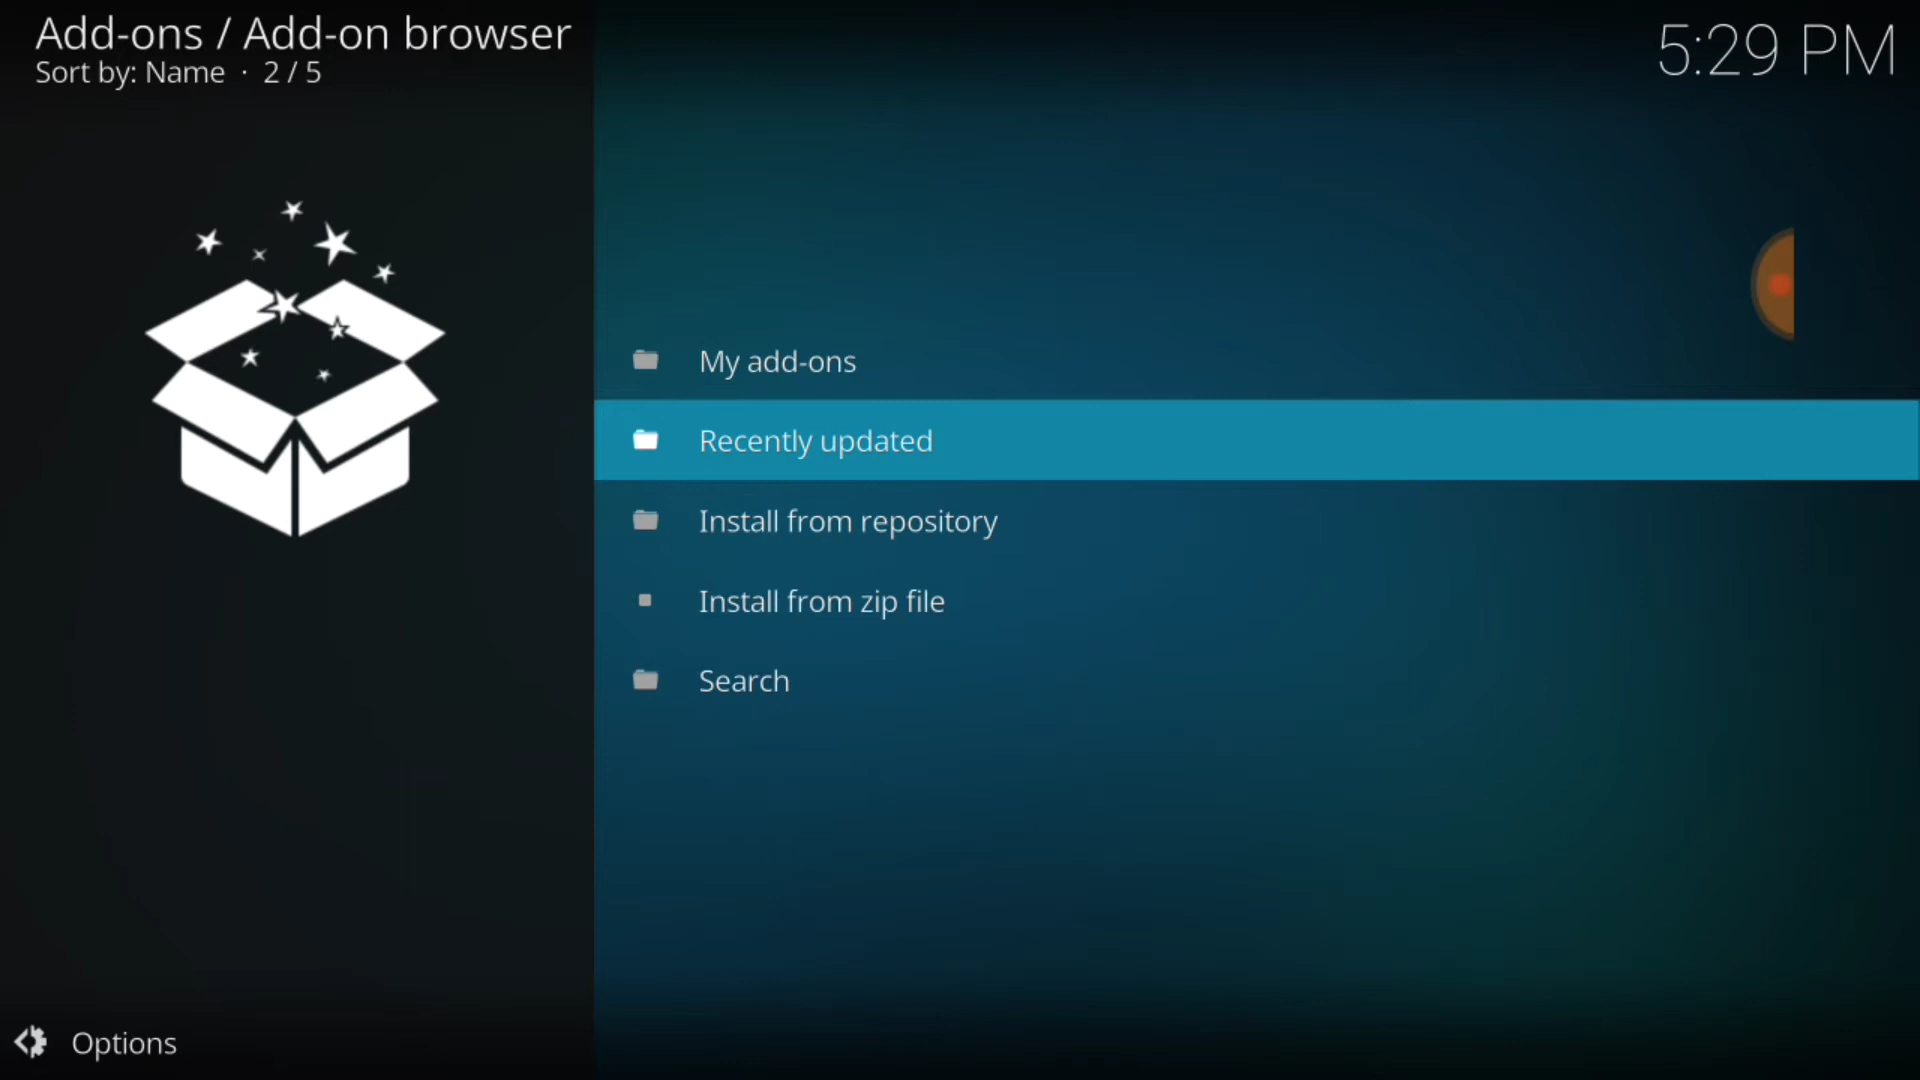 Add-ons / Add-on browser
Sort by: Name · 2 / 5
5:29 PM
My add-ons
Recently updated
Install from repository
Install from zip file
Search
Options